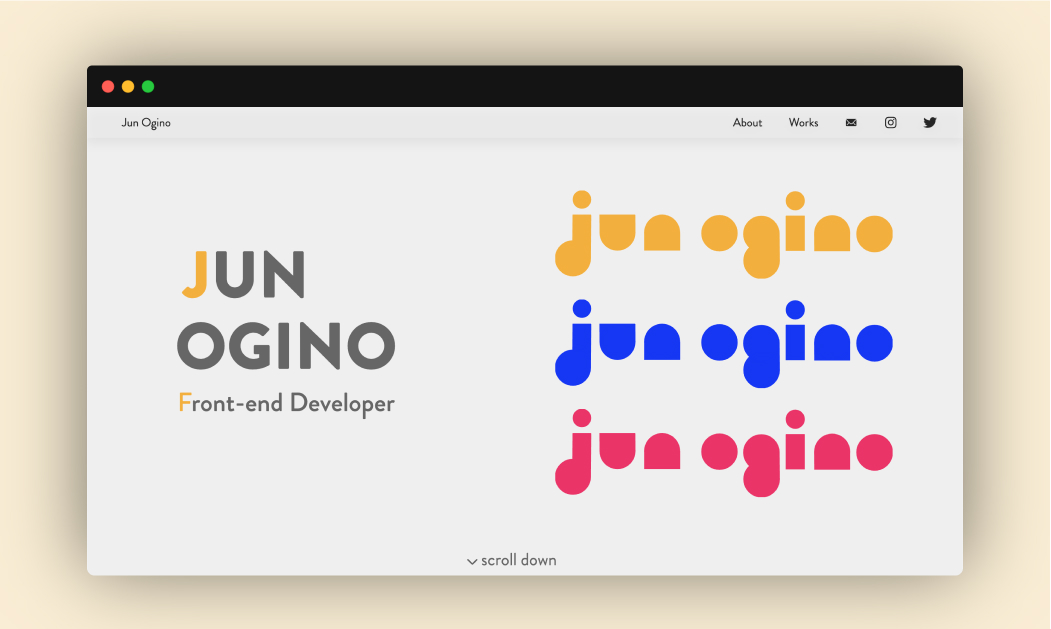 Jun Ogino
About Works
JUN
OGINO
Front-end Developer
jun ogino
jun ogino
jun ogino
scroll down